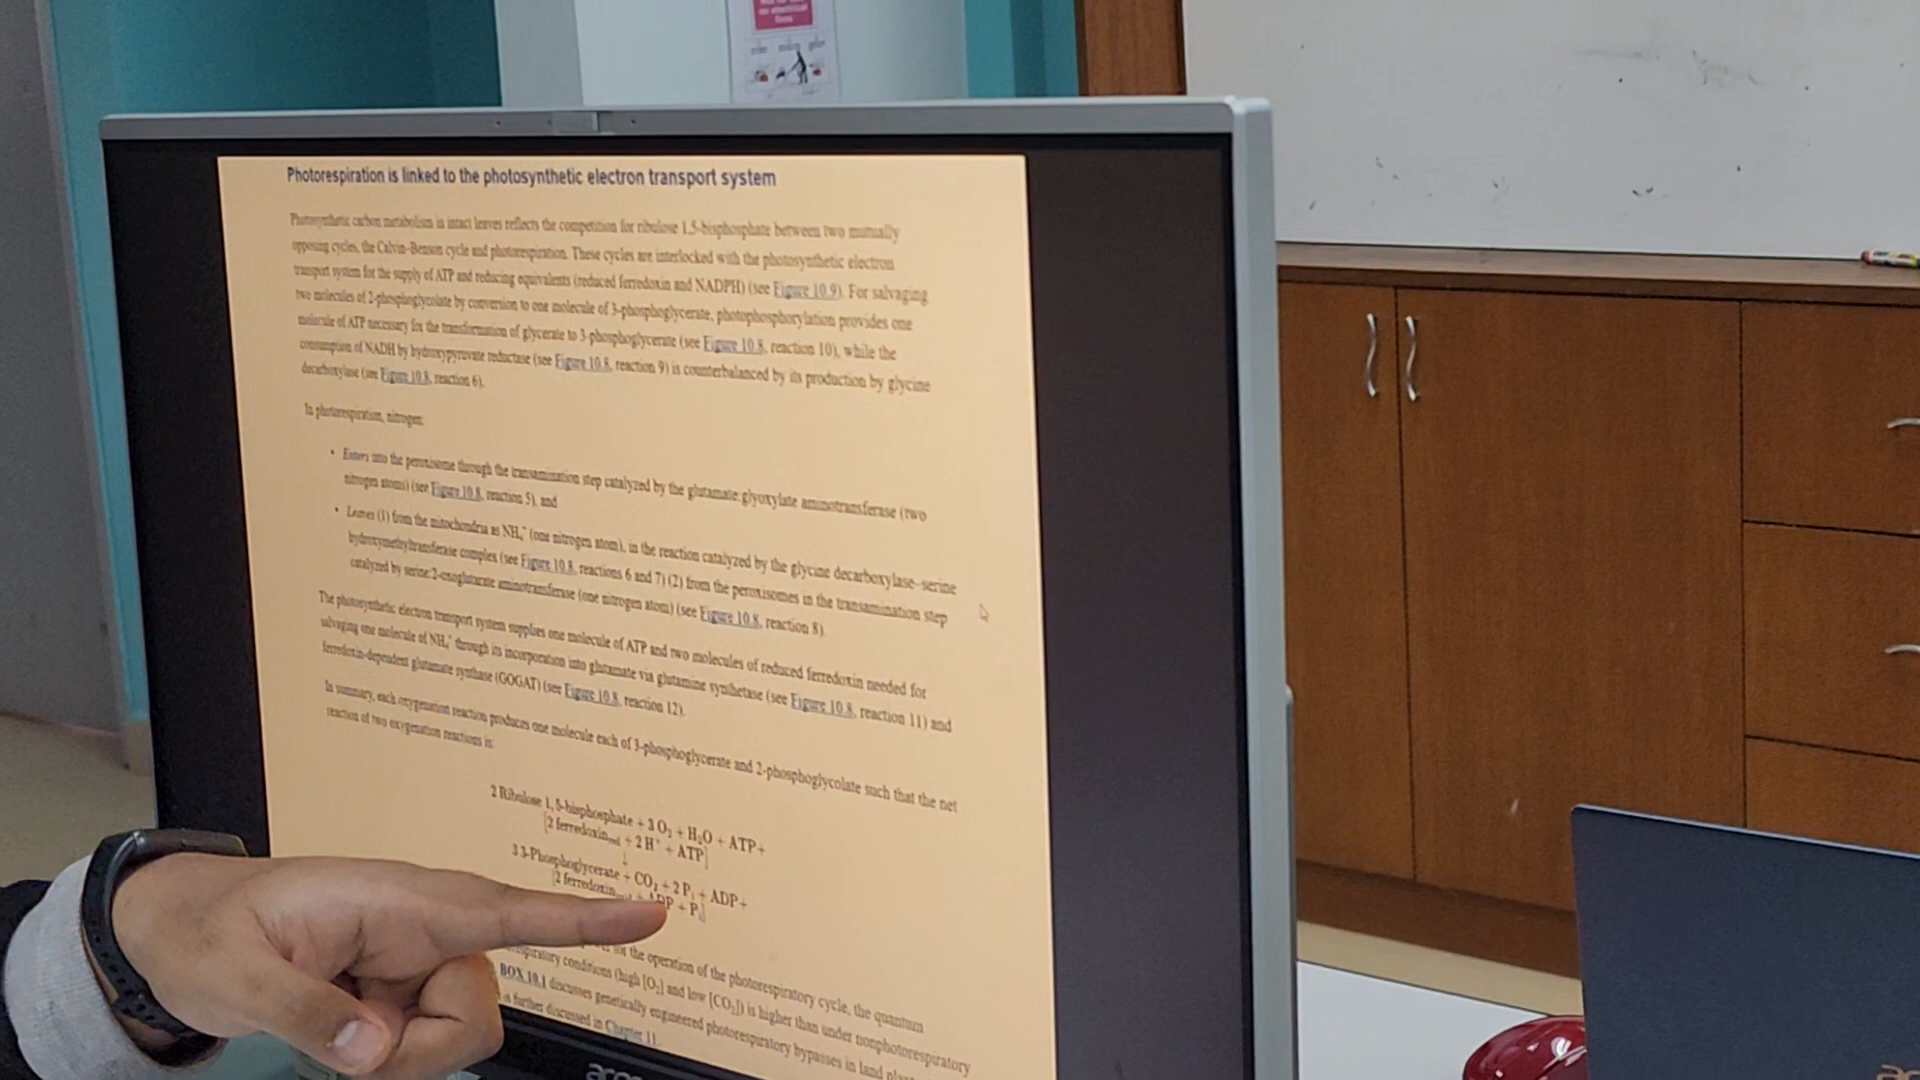 Photorespiration is linked to the photosynthetic electron transport system
Photosynthetic carbon metabolism in intact leaves reflects the competition for ribulose 1,5-bisphosphate between two mutually
opposing cycles, the Calvin–Benson cycle and photorespiration. These cycles are interlocked with the photosynthetic electron
transport system for the supply of ATP and reducing equivalents (reduced ferredoxin and NADPH) (see Figure 10.9). For salvaging
two molecules of 2-phosphoglycolate by conversion to one molecule of 3-phosphoglycerate, photophosphorylation provides one
molecule of ATP necessary for the transformation of glycerate to 3-phosphoglycerate (see Figure 10.8, reaction 10), while the
consumption of NADH by hydroxypyruvate reductase (see Figure 10.8, reaction 9) is counterbalanced by its production by glycine
decarboxylase (see Figure 10.8, reaction 6).
In photorespiration, nitrogen:
• Enters into the peroxisome through the transamination step catalyzed by the glutamate:glyoxylate aminotransferase (two
nitrogen atoms) (see Figure 10.8, reaction 5), and
• Leaves (1) from the mitochondria as NH₄⁺ (one nitrogen atom), in the reaction catalyzed by the glycine decarboxylase–serine
hydroxymethyltransferase complex (see Figure 10.8, reactions 6 and 7) (2) from the peroxisomes in the transamination step
catalyzed by serine:2-oxoglutarate aminotransferase (one nitrogen atom) (see Figure 10.8, reaction 8).
The photosynthetic electron transport system supplies one molecule of ATP and two molecules of reduced ferredoxin needed for
salvaging one molecule of NH₄⁺ through its incorporation into glutamate via glutamine synthetase (see Figure 10.8, reaction 11) and
ferredoxin-dependent glutamate synthase (GOGAT) (see Figure 10.8, reaction 12).
In summary, each oxygenation reaction produces one molecule each of 3-phosphoglycerate and 2-phosphoglycolate such that the net
reaction of two oxygenation reactions is:
2 Ribulose 1, 5-bisphosphate + 3 O₂ + H₂O + ATP+
[2 ferredoxin_red + 2 H⁺ + ATP]
↓
3 3-Phosphoglycerate + CO₂ + 2 Pᵢ + ADP+
[2 ferredoxin + ADP + Pᵢ]
for the operation of the photorespiratory cycle, the quantum
conditions (high [O₂] and low [CO₂]) is higher than under nonphotorespiratory
BOX 10.1 discusses genetically engineered photorespiratory bypasses in land
is further discussed in Chapter 11.
acer